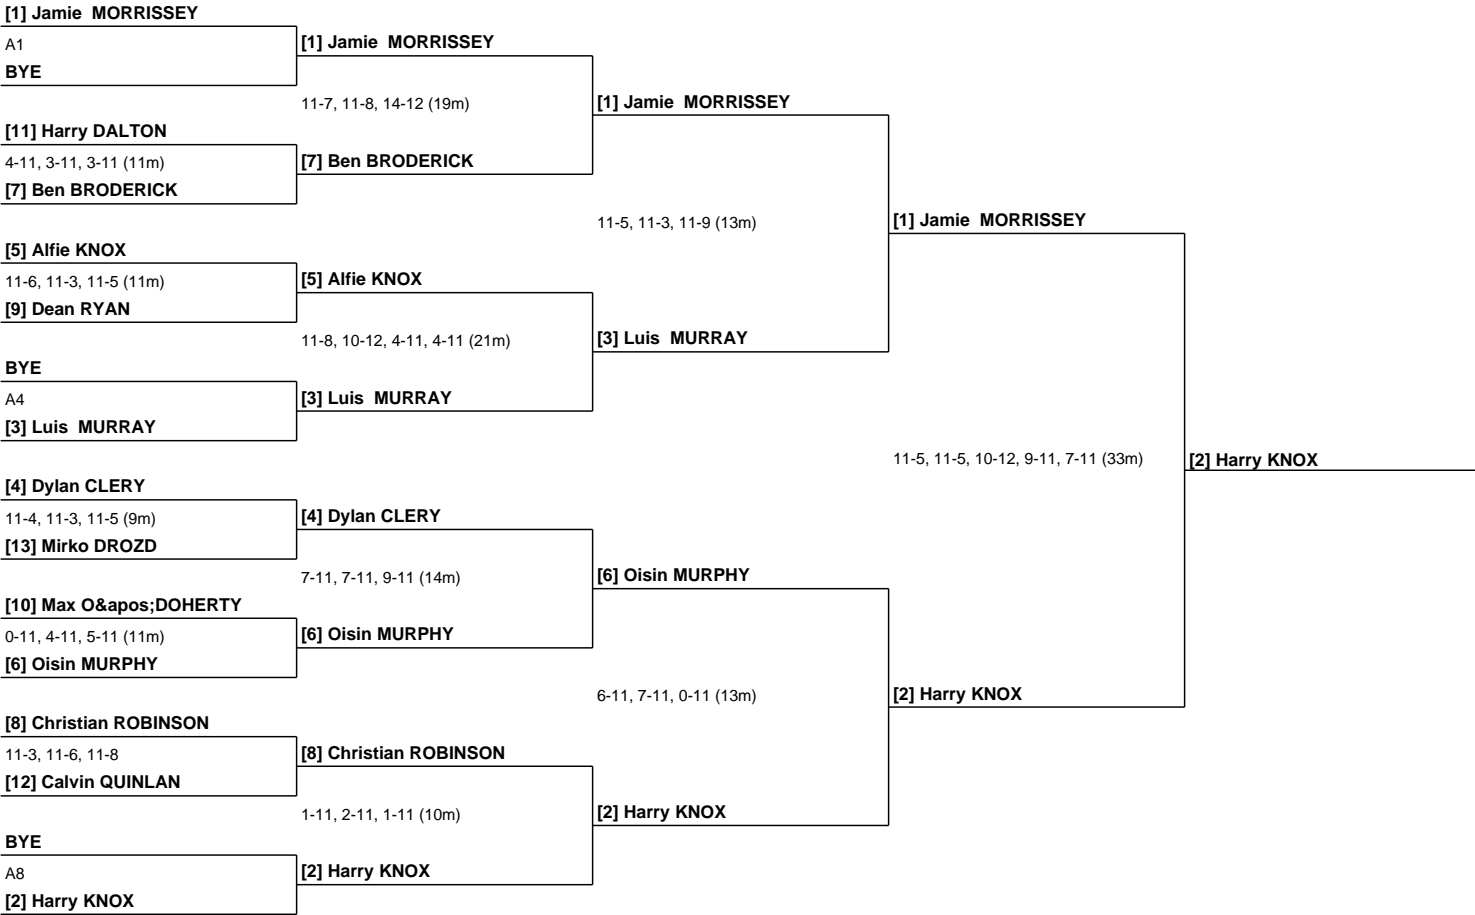 [1] Jamie  MORRISSEY
A1
BYE
[11] Harry DALTON
4-11, 3-11, 3-11 (11m)
[7] Ben BRODERICK
[5] Alfie KNOX
11-6, 11-3, 11-5 (11m)
[9] Dean RYAN
BYE
A4
[3] Luis  MURRAY
[4] Dylan CLERY
11-4, 11-3, 11-5 (9m)
[13] Mirko DROZD
[10] Max O&apos;DOHERTY
0-11, 4-11, 5-11 (11m)
[6] Oisin MURPHY
[8] Christian ROBINSON
11-3, 11-6, 11-8
[12] Calvin QUINLAN
BYE
A8
[2] Harry KNOX
[1] Jamie  MORRISSEY
11-7, 11-8, 14-12 (19m)
[7] Ben BRODERICK
[5] Alfie KNOX
11-8, 10-12, 4-11, 4-11 (21m)
[3] Luis  MURRAY
[4] Dylan CLERY
7-11, 7-11, 9-11 (14m)
[6] Oisin MURPHY
[8] Christian ROBINSON
1-11, 2-11, 1-11 (10m)
[2] Harry KNOX
[1] Jamie  MORRISSEY
11-5, 11-3, 11-9 (13m)
[3] Luis  MURRAY
[6] Oisin MURPHY
6-11, 7-11, 0-11 (13m)
[2] Harry KNOX
[1] Jamie  MORRISSEY
11-5, 11-5, 10-12, 9-11, 7-11 (33m)
[2] Harry KNOX
[2] Harry KNOX